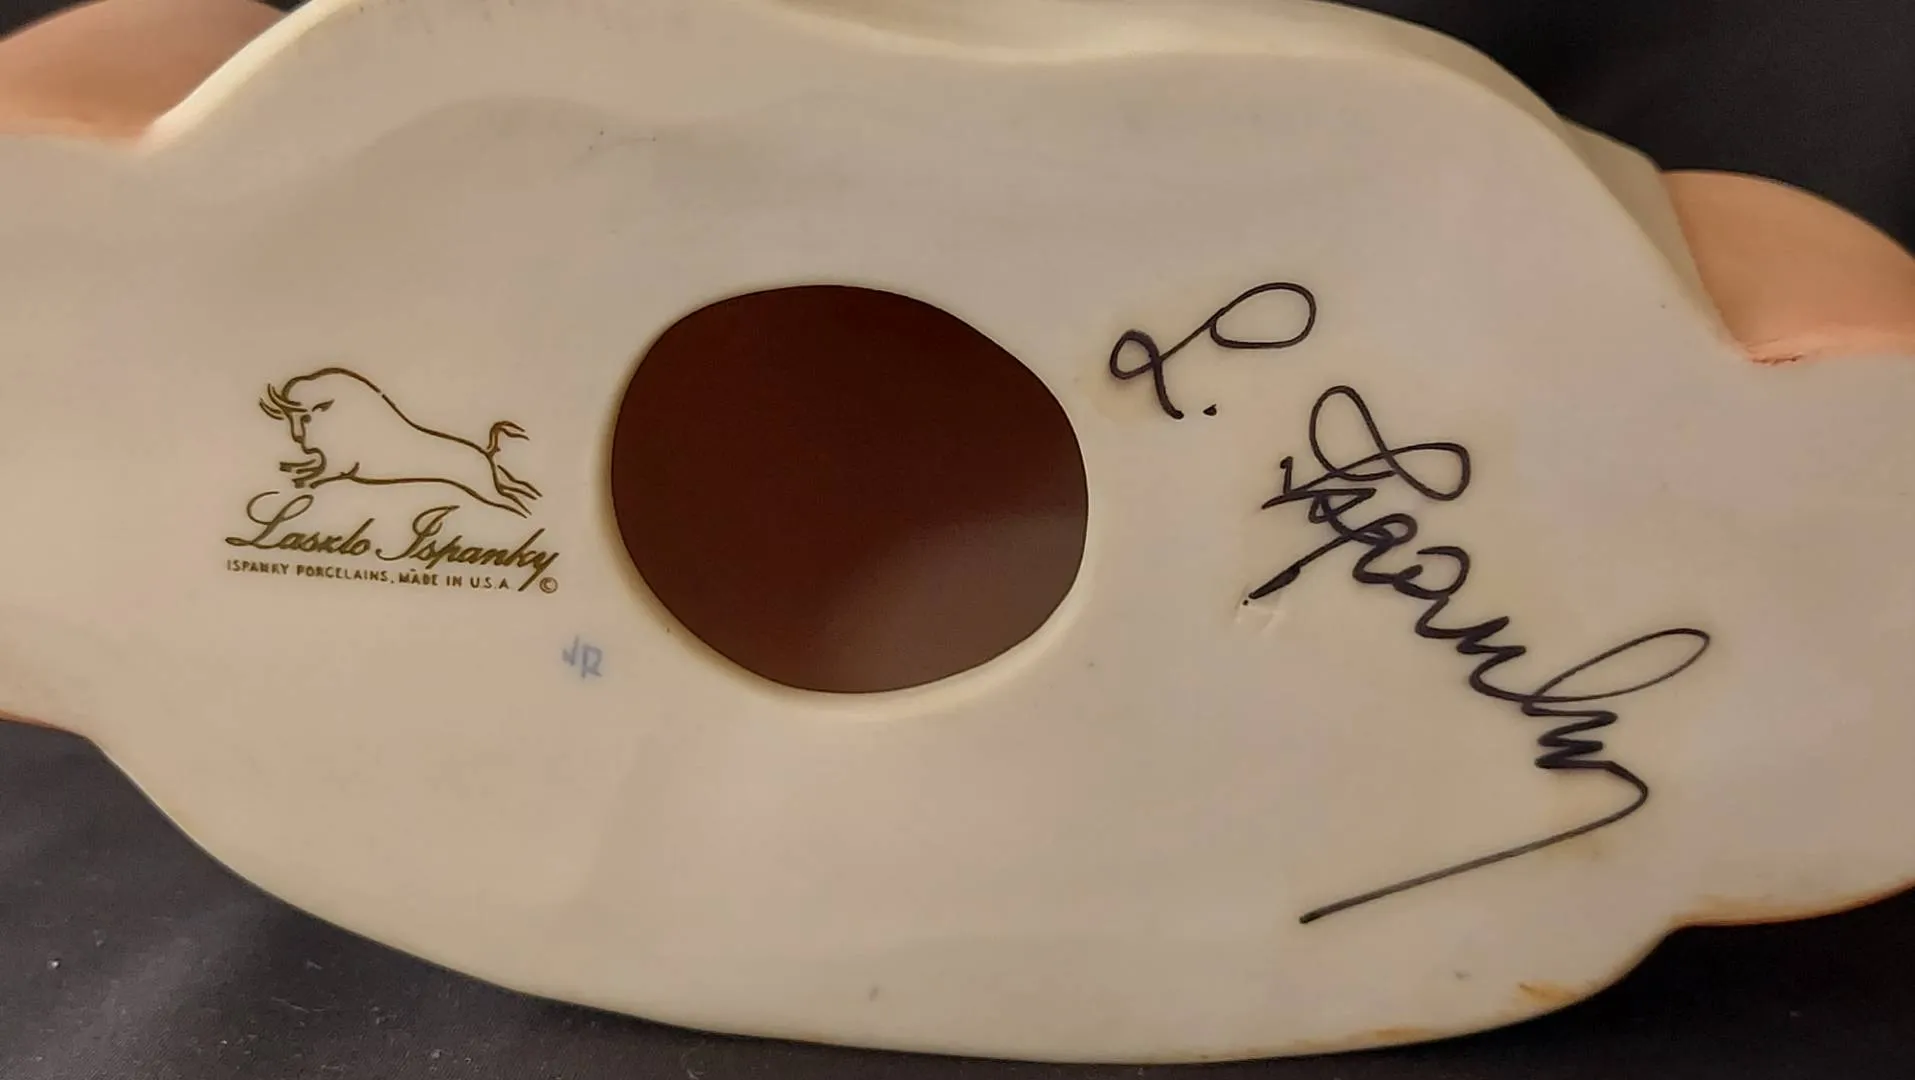 Laszlo Ispanky
ISPANKY PORCELAINS, MADE IN U.S.A. ©
JR
L. Ispanky